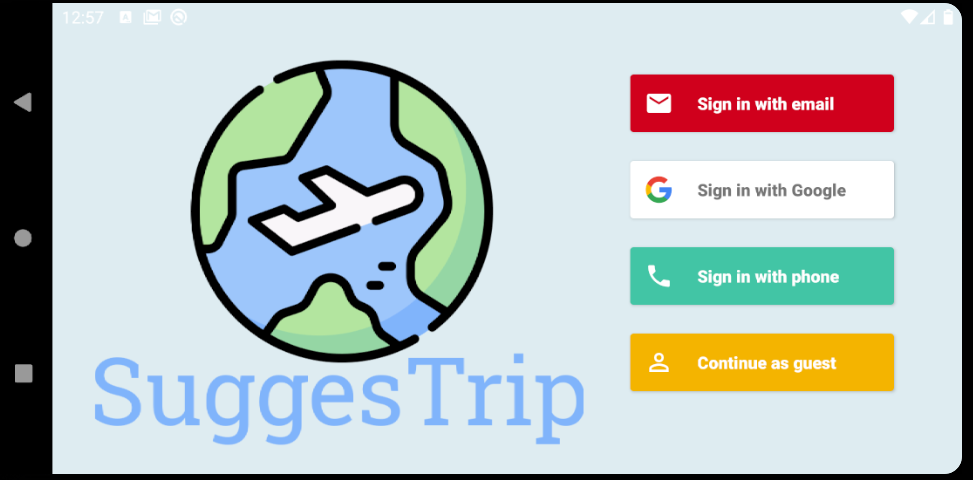 12:57
Sign in with email
Sign in with Google
Sign in with phone
Continue as guest
SuggesTrip